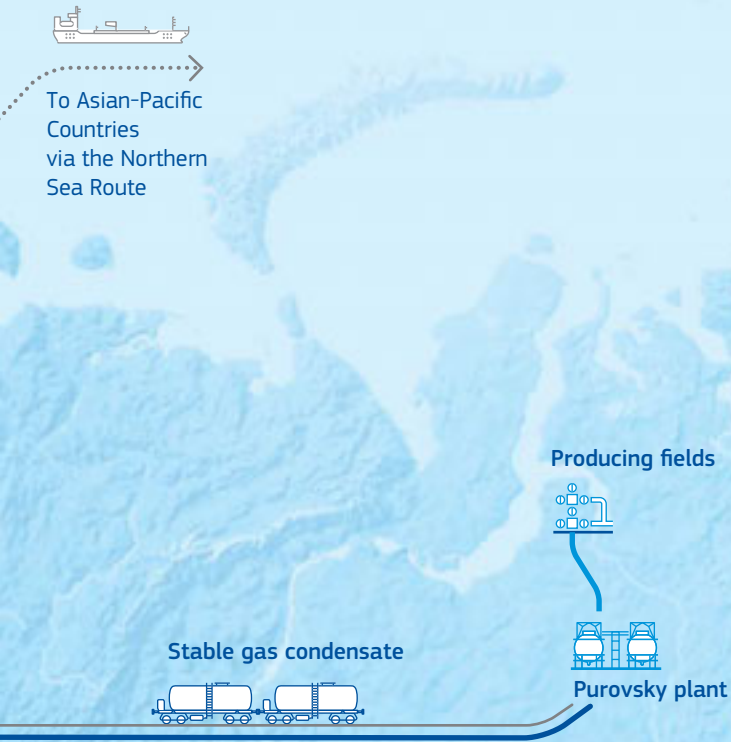 To Asian-Pacific
Countries
via the Northern
Sea Route
Producing fields
Stable gas condensate
Purovsky plant